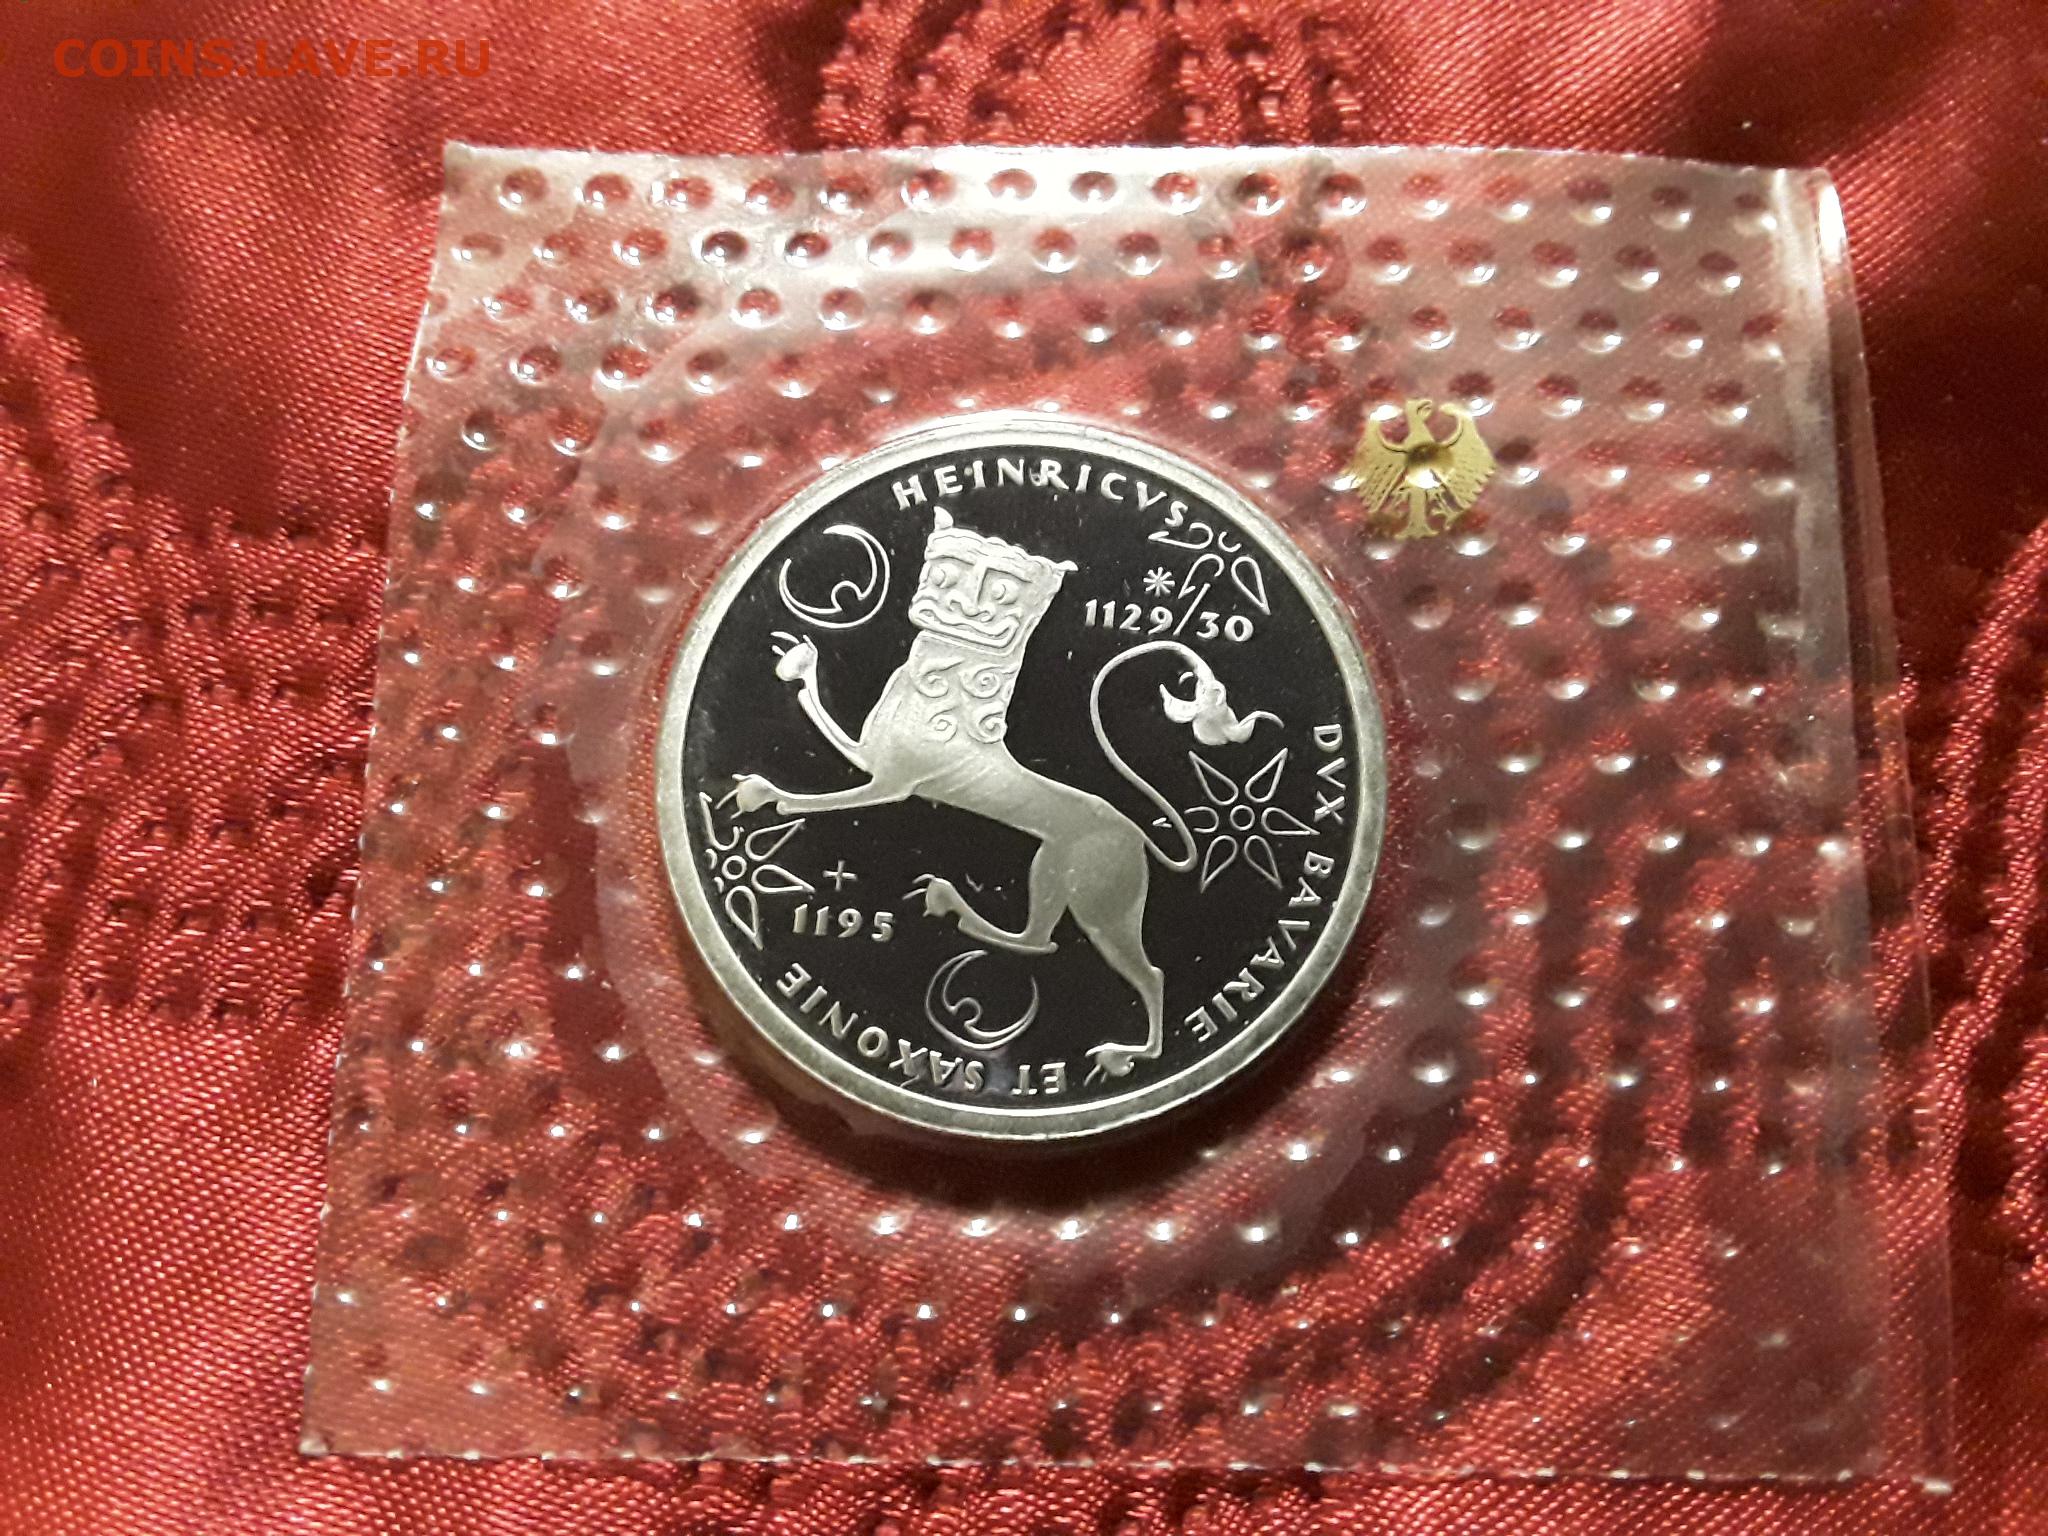 COINS.LAVE.RU
HEINRICVS
DVX BAVARIE
ET SAXONIE
* 1129/30
+ 1195